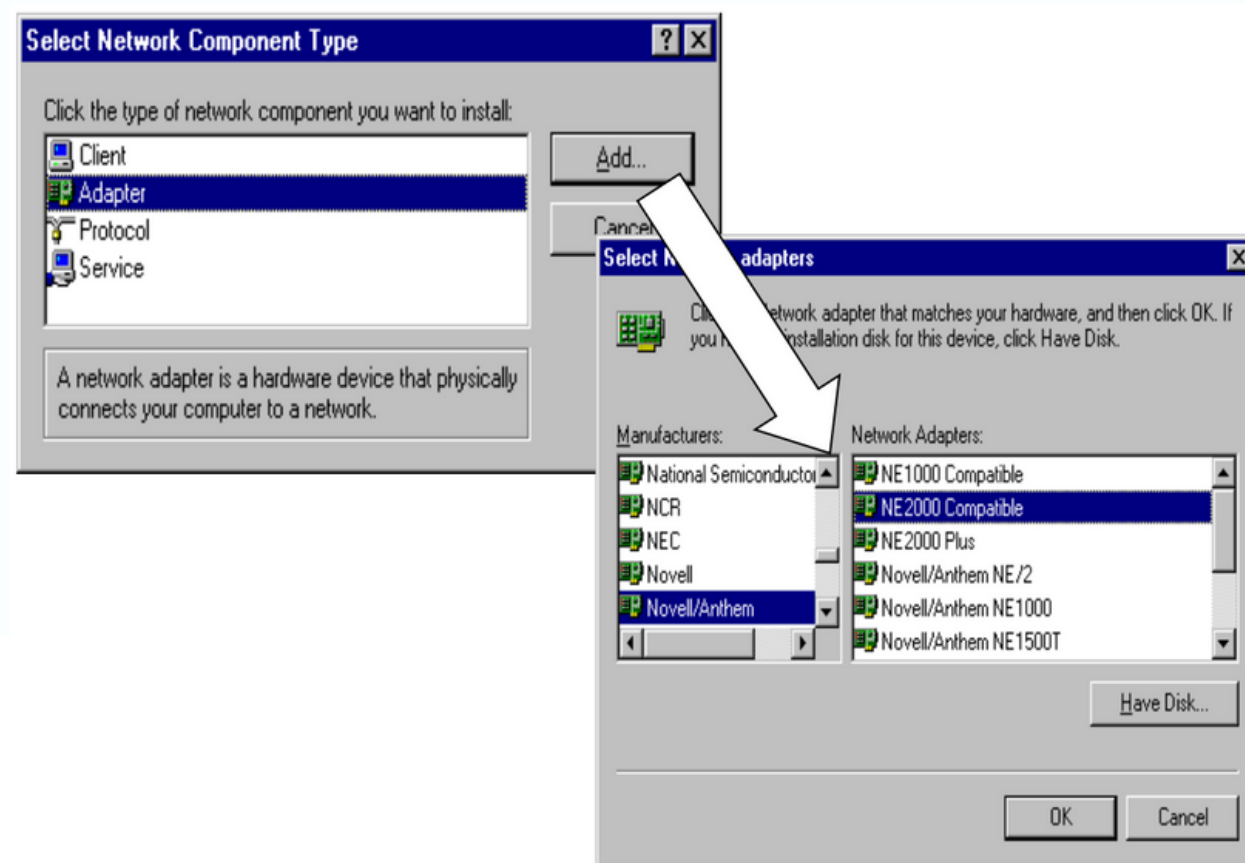 Select Network Component Type
Click the type of network component you want to install:
Client
Adapter
Protocol
Service
Add...
Cancel
A network adapter is a hardware device that physically
connects your computer to a network.
Select adapters
network adapter that matches your hardware, and then click OK. If
you installation disk for this device, click Have Disk.
Manufacturers:
National Semiconductor
NCR
NEC
Novell
Novell/Anthem
Network Adapters:
NE1000 Compatible
NE2000 Compatible
NE2000 Plus
Novell/Anthem NE/2
Novell/Anthem NE1000
Novell/Anthem NE1500T
Have Disk...
OK
Cancel